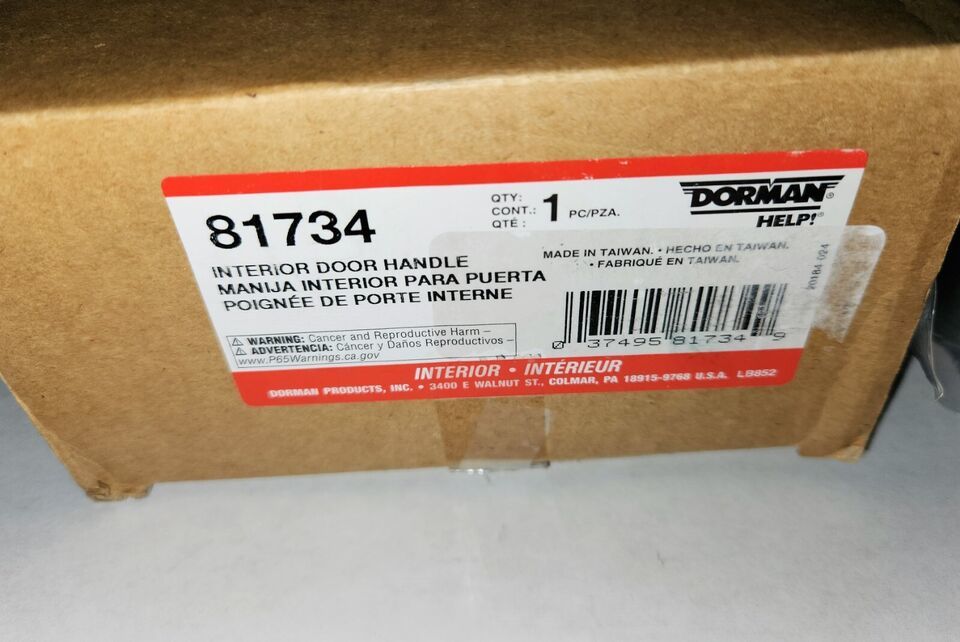 81734
QTY:
CONT.: 1 PC/PZA.
QTÉ :
DORMAN®
HELP!®
INTERIOR DOOR HANDLE
MANIJA INTERIOR PARA PUERTA
POIGNÉE DE PORTE INTERNE
MADE IN TAIWAN. • HECHO EN TAIWAN.
• FABRIQUÉ EN TAIWAN.
20184 024
⚠ WARNING: Cancer and Reproductive Harm –
⚠ ADVERTENCIA: Cáncer y Daños Reproductivos –
www.P65Warnings.ca.gov
0 37495 81734 9
INTERIOR • INTÉRIEUR
DORMAN PRODUCTS, INC. • 3400 E WALNUT ST., COLMAR, PA 18915-9768 U.S.A. LB852